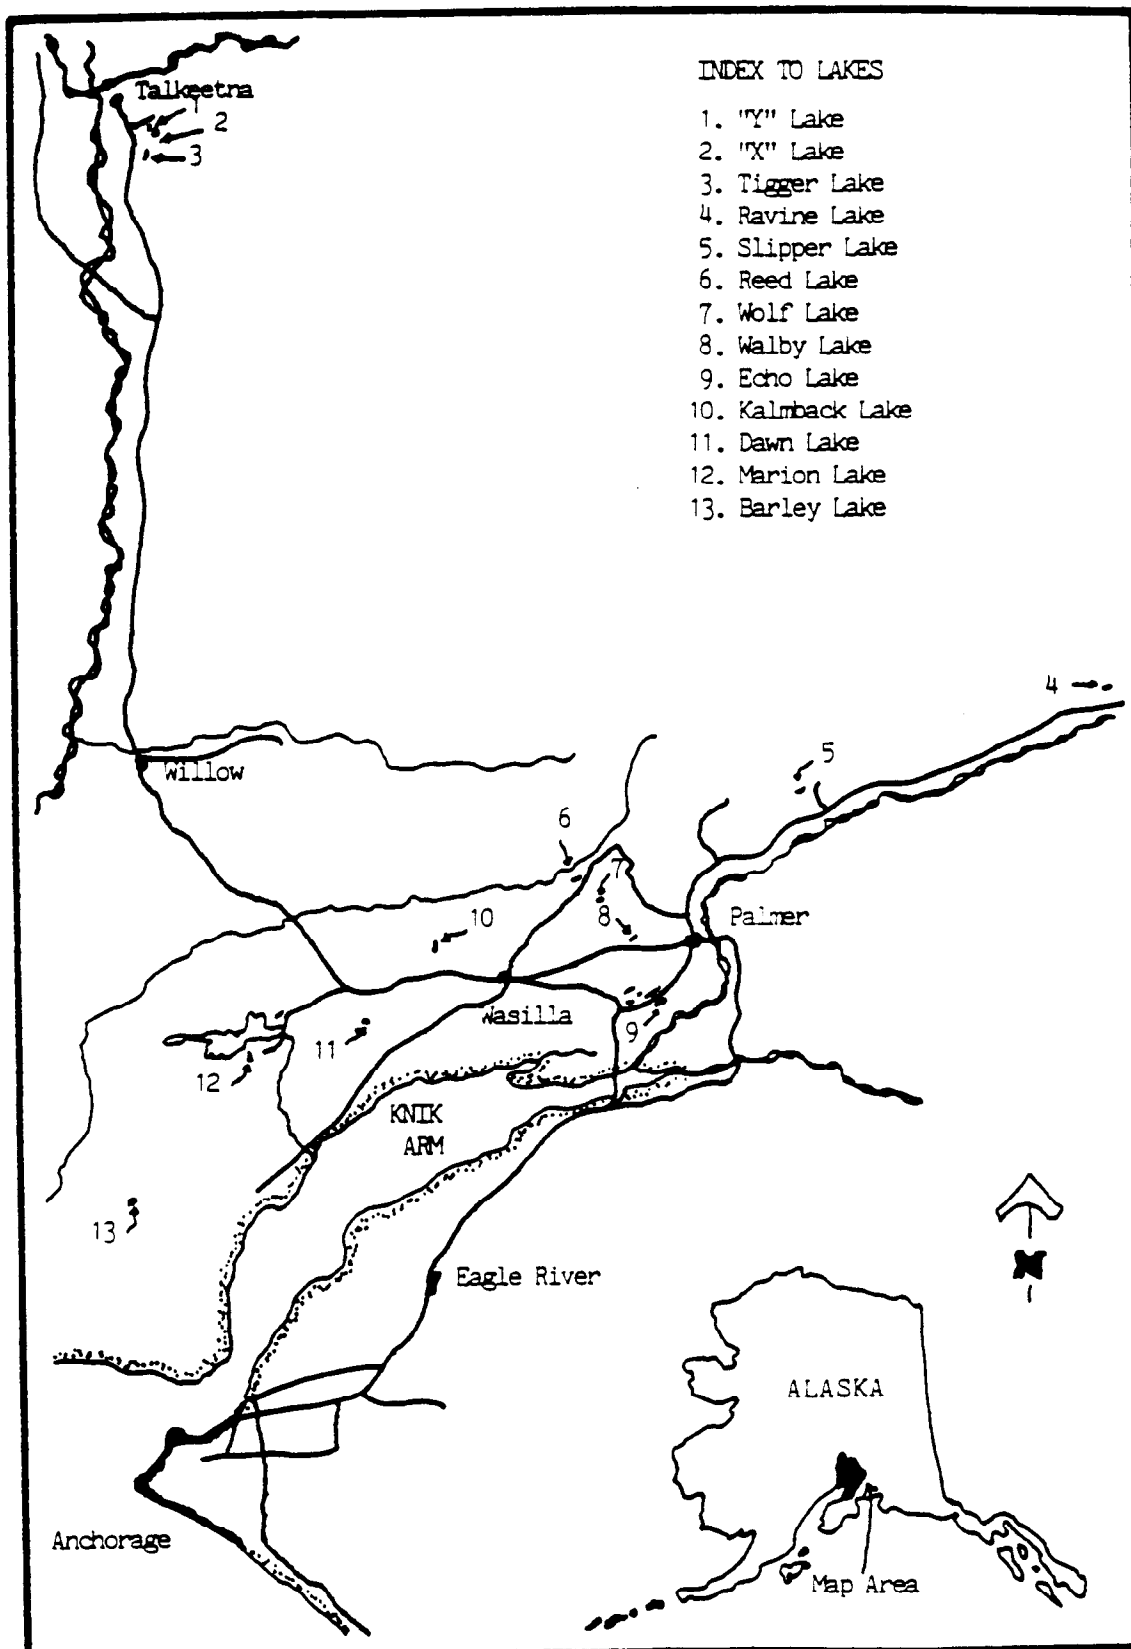 INDEX TO LAKES
1. "Y" Lake
2. "X" Lake
3. Tigger Lake
4. Ravine Lake
5. Slipper Lake
6. Reed Lake
7. Wolf Lake
8. Walby Lake
9. Echo Lake
10. Kalmback Lake
11. Dawn Lake
12. Marion Lake
13. Barley Lake
Talkeetna
1
2
3
4
5
Willow
6
7
8
10
Palmer
Wasilla
9
11
12
KNIK
ARM
13
Eagle River
N
ALASKA
Anchorage
Map Area